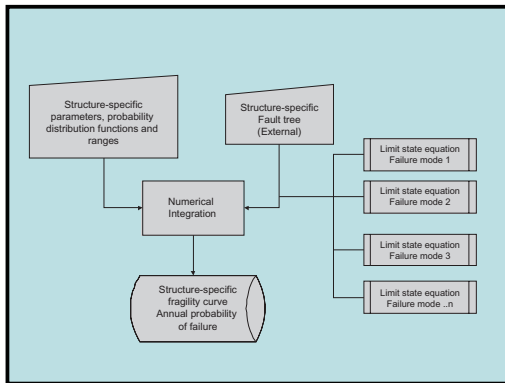 Structure-specific
parameters, probability
distribution functions and
ranges
Structure-specific
Fault tree
(External)
Limit state equation
Failure mode 1
Limit state equation
Failure mode 2
Numerical
Integration
Limit state equation
Failure mode 3
Structure-specific
fragility curve
Annual probability
of failure
Limit state equation
Failure mode ..n